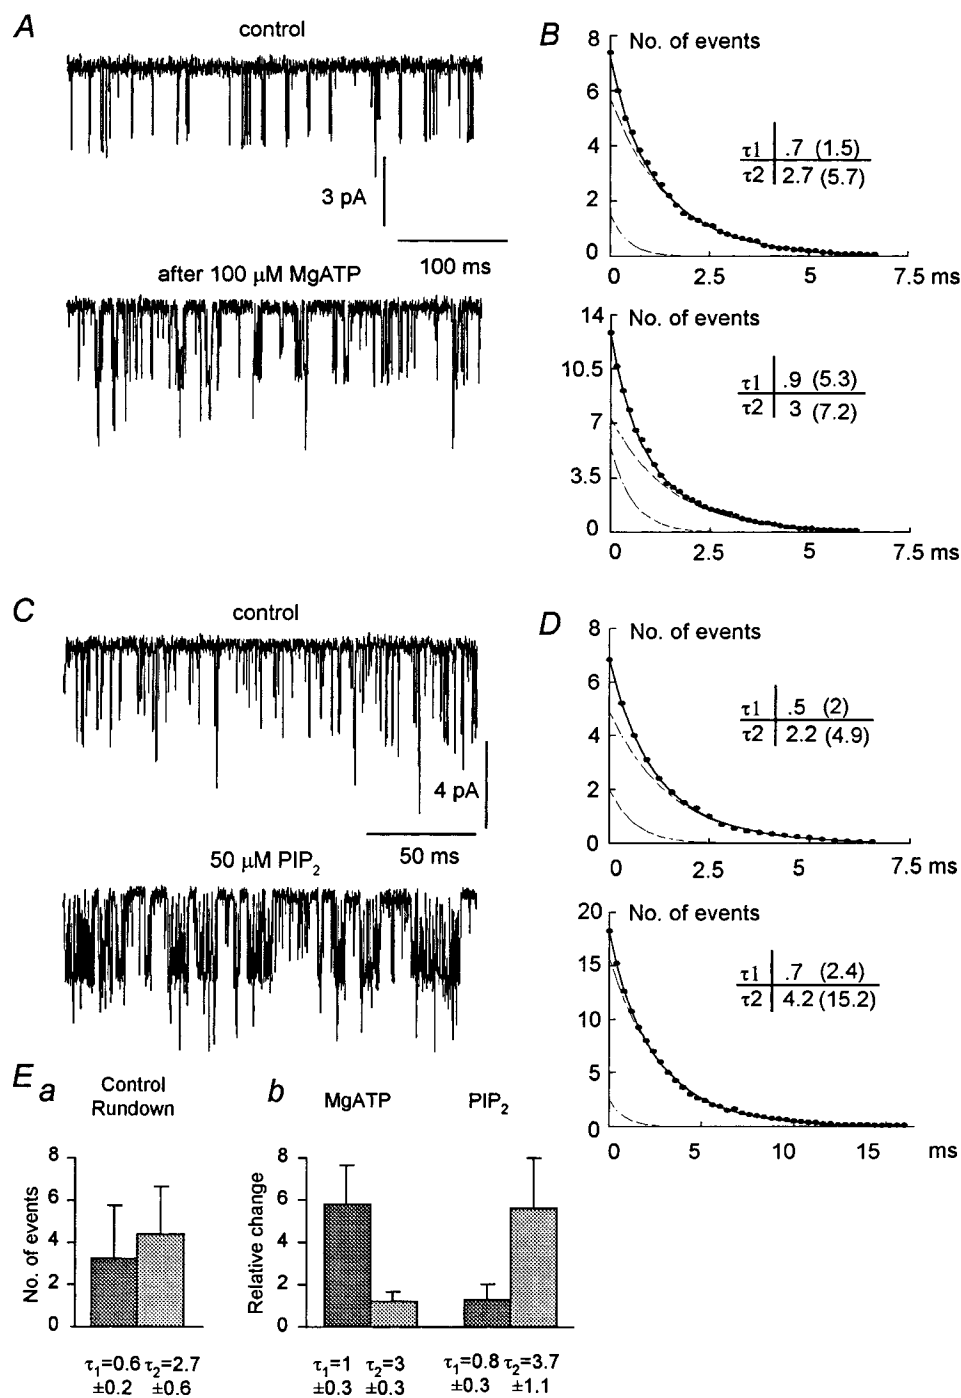 A
control
3 pA
100 ms
after 100 µM MgATP
B
No. of events
8
6
4
2
0
0 2.5 5 7.5 ms
τ1 .7 (1.5)
τ2 2.7 (5.7)
No. of events
14
10.5
7
3.5
0
0 2.5 5 7.5 ms
τ1 .9 (5.3)
τ2 3 (7.2)
C
control
4 pA
50 ms
50 µM PIP₂
D
No. of events
8
6
4
2
0
0 2.5 5 7.5 ms
τ1 .5 (2)
τ2 2.2 (4.9)
No. of events
20
15
10
5
0
0 5 10 15 ms
τ1 .7 (2.4)
τ2 4.2 (15.2)
E a
Control
Rundown
No. of events
8
6
4
2
0
τ₁=0.6 τ₂=2.7
±0.2 ±0.6
b
MgATP PIP₂
Relative change
8
6
4
2
0
τ₁=1 τ₂=3 τ₁=0.8 τ₂=3.7
±0.3 ±0.3 ±0.3 ±1.1